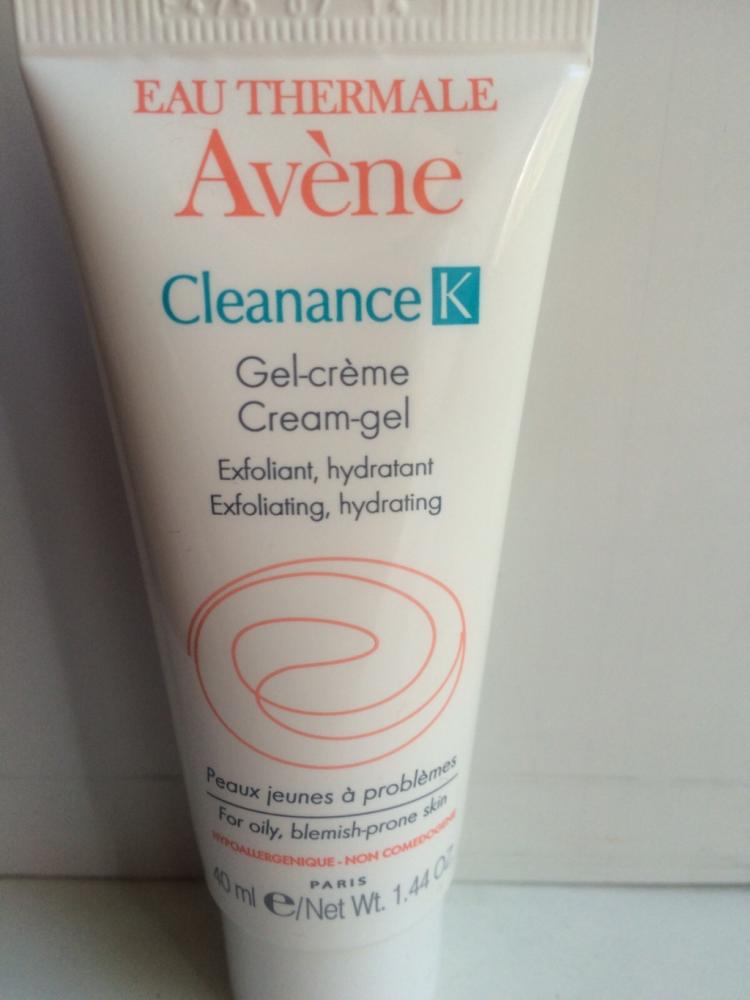 EAU THERMALE
Avène
Cleanance K
Gel-crème
Cream-gel
Exfoliant, hydratant
Exfoliating, hydrating
Peaux jeunes à problèmes
For oily, blemish-prone skin
HYPOALLERGENIQUE - NON COMEDOGENE
PARIS
40 ml e/Net Wt. 1.44 OZ.